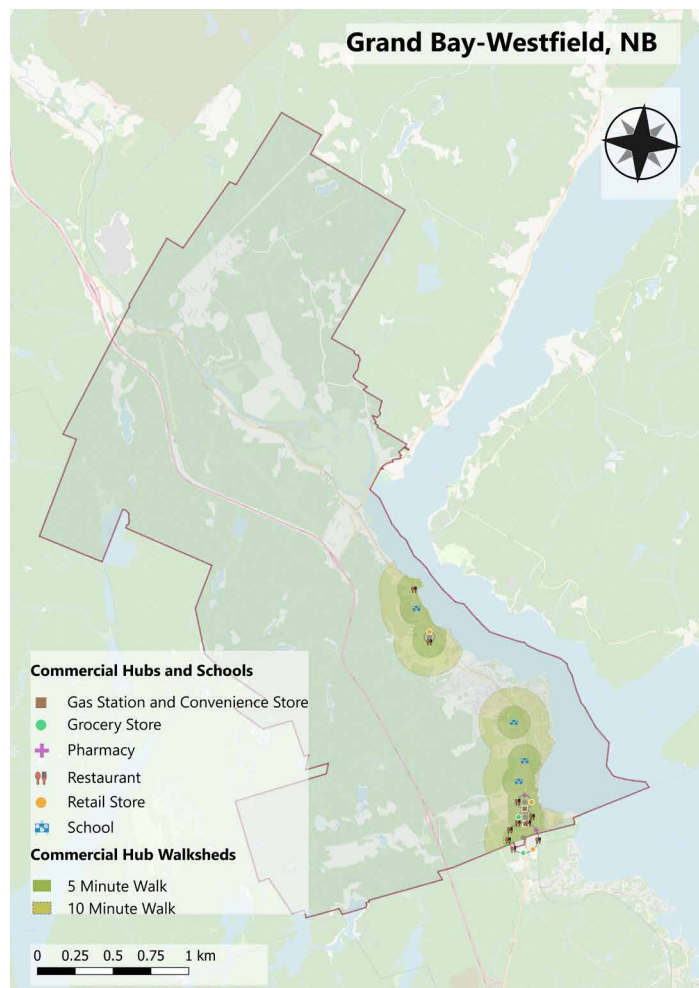 Grand Bay-Westfield, NB
Commercial Hubs and Schools
Gas Station and Convenience Store
Grocery Store
Pharmacy
Restaurant
Retail Store
School
Commercial Hub Walksheds
5 Minute Walk
10 Minute Walk
0 0.25 0.5 0.75 1 km